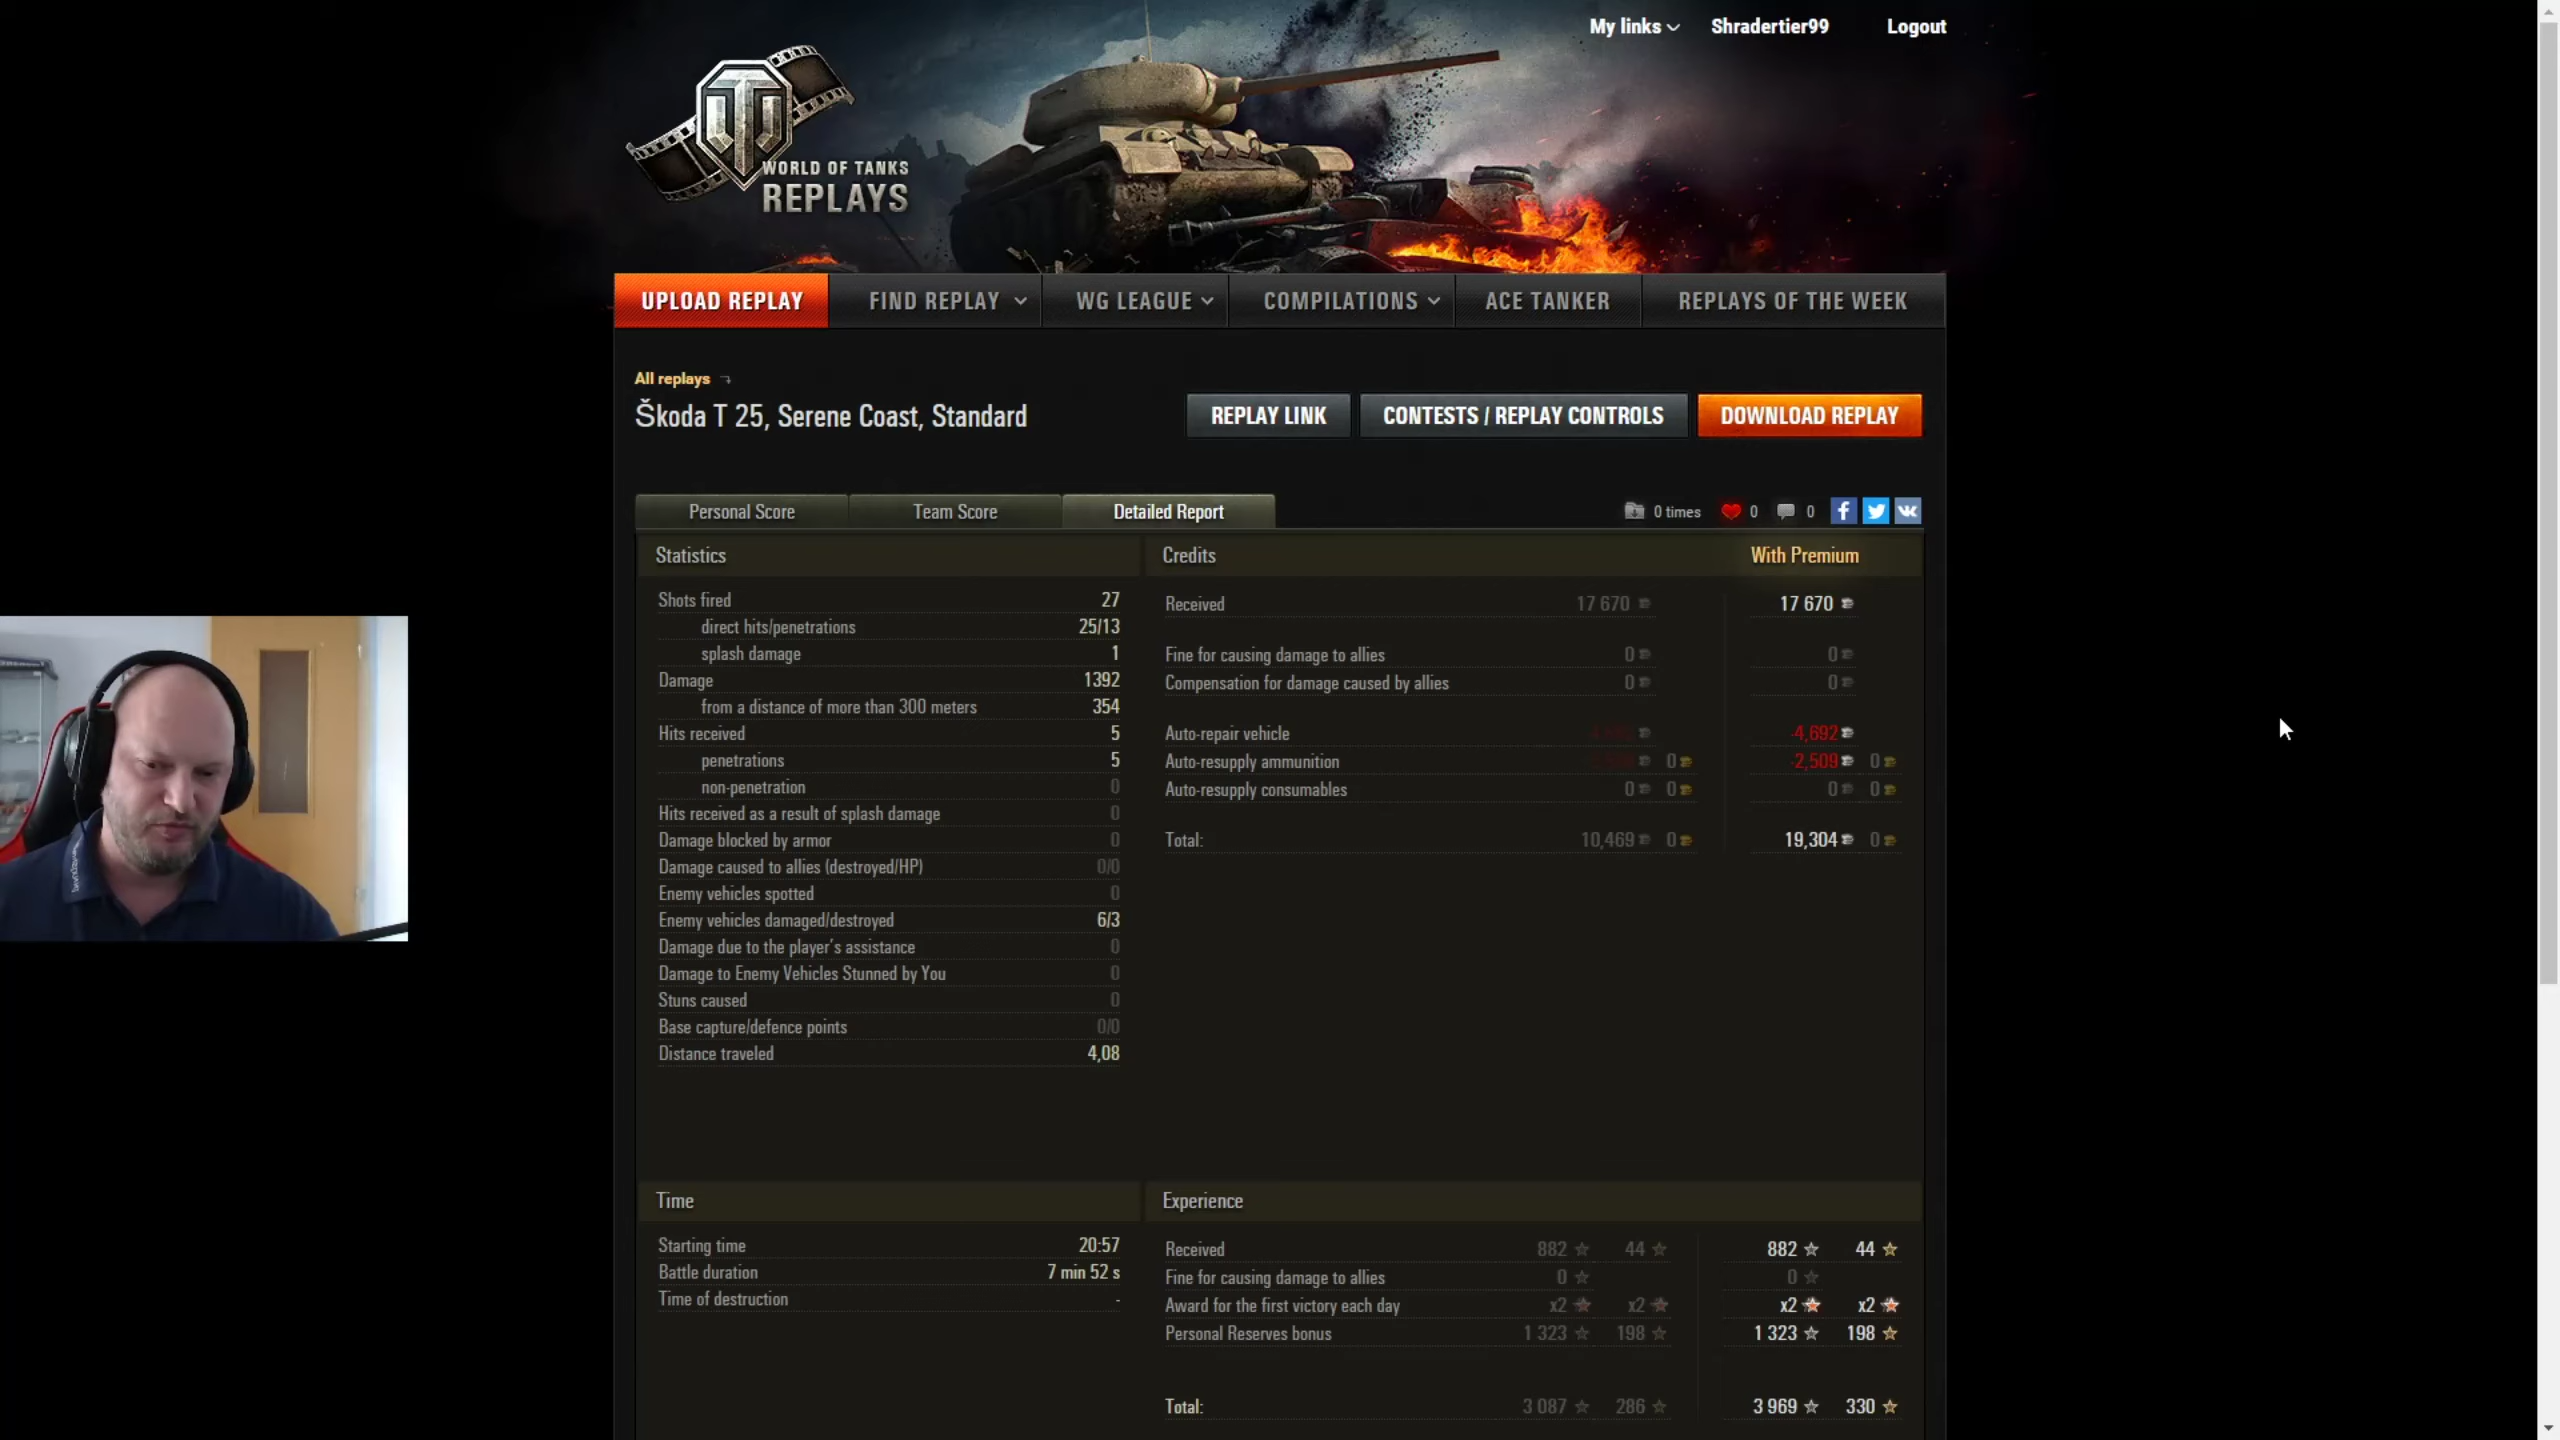 My links Shradertier99 Logout
WORLD OF TANKS
REPLAYS
UPLOAD REPLAY FIND REPLAY WG LEAGUE COMPILATIONS ACE TANKER REPLAYS OF THE WEEK
All replays
Škoda T 25, Serene Coast, Standard
REPLAY LINK CONTESTS / REPLAY CONTROLS DOWNLOAD REPLAY
Personal Score Team Score Detailed Report 0 times 0 0
Statistics
Shots fired 27
direct hits/penetrations 25/13
splash damage 1
Damage 1392
from a distance of more than 300 meters 354
Hits received 5
penetrations 5
non-penetration 0
Hits received as a result of splash damage 0
Damage blocked by armor 0
Damage caused to allies (destroyed/HP) 0/0
Enemy vehicles spotted 0
Enemy vehicles damaged/destroyed 6/3
Damage due to the player's assistance 0
Damage to Enemy Vehicles Stunned by You 0
Stuns caused 0
Base capture/defence points 0/0
Distance traveled 4,08
Credits With Premium
Received 17 670 17 670
Fine for causing damage to allies 0 0
Compensation for damage caused by allies 0 0
Auto-repair vehicle -4,692
Auto-resupply ammunition 0 -2,509 0
Auto-resupply consumables 0 0 0 0
Total: 10,469 0 19,304 0
Time
Starting time 20:57
Battle duration 7 min 52 s
Time of destruction -
Experience
Received 882 44 882 44
Fine for causing damage to allies 0 0
Award for the first victory each day x2 x2 x2 x2
Personal Reserves bonus 1 323 198 1 323 198
Total: 3 087 286 3 969 330